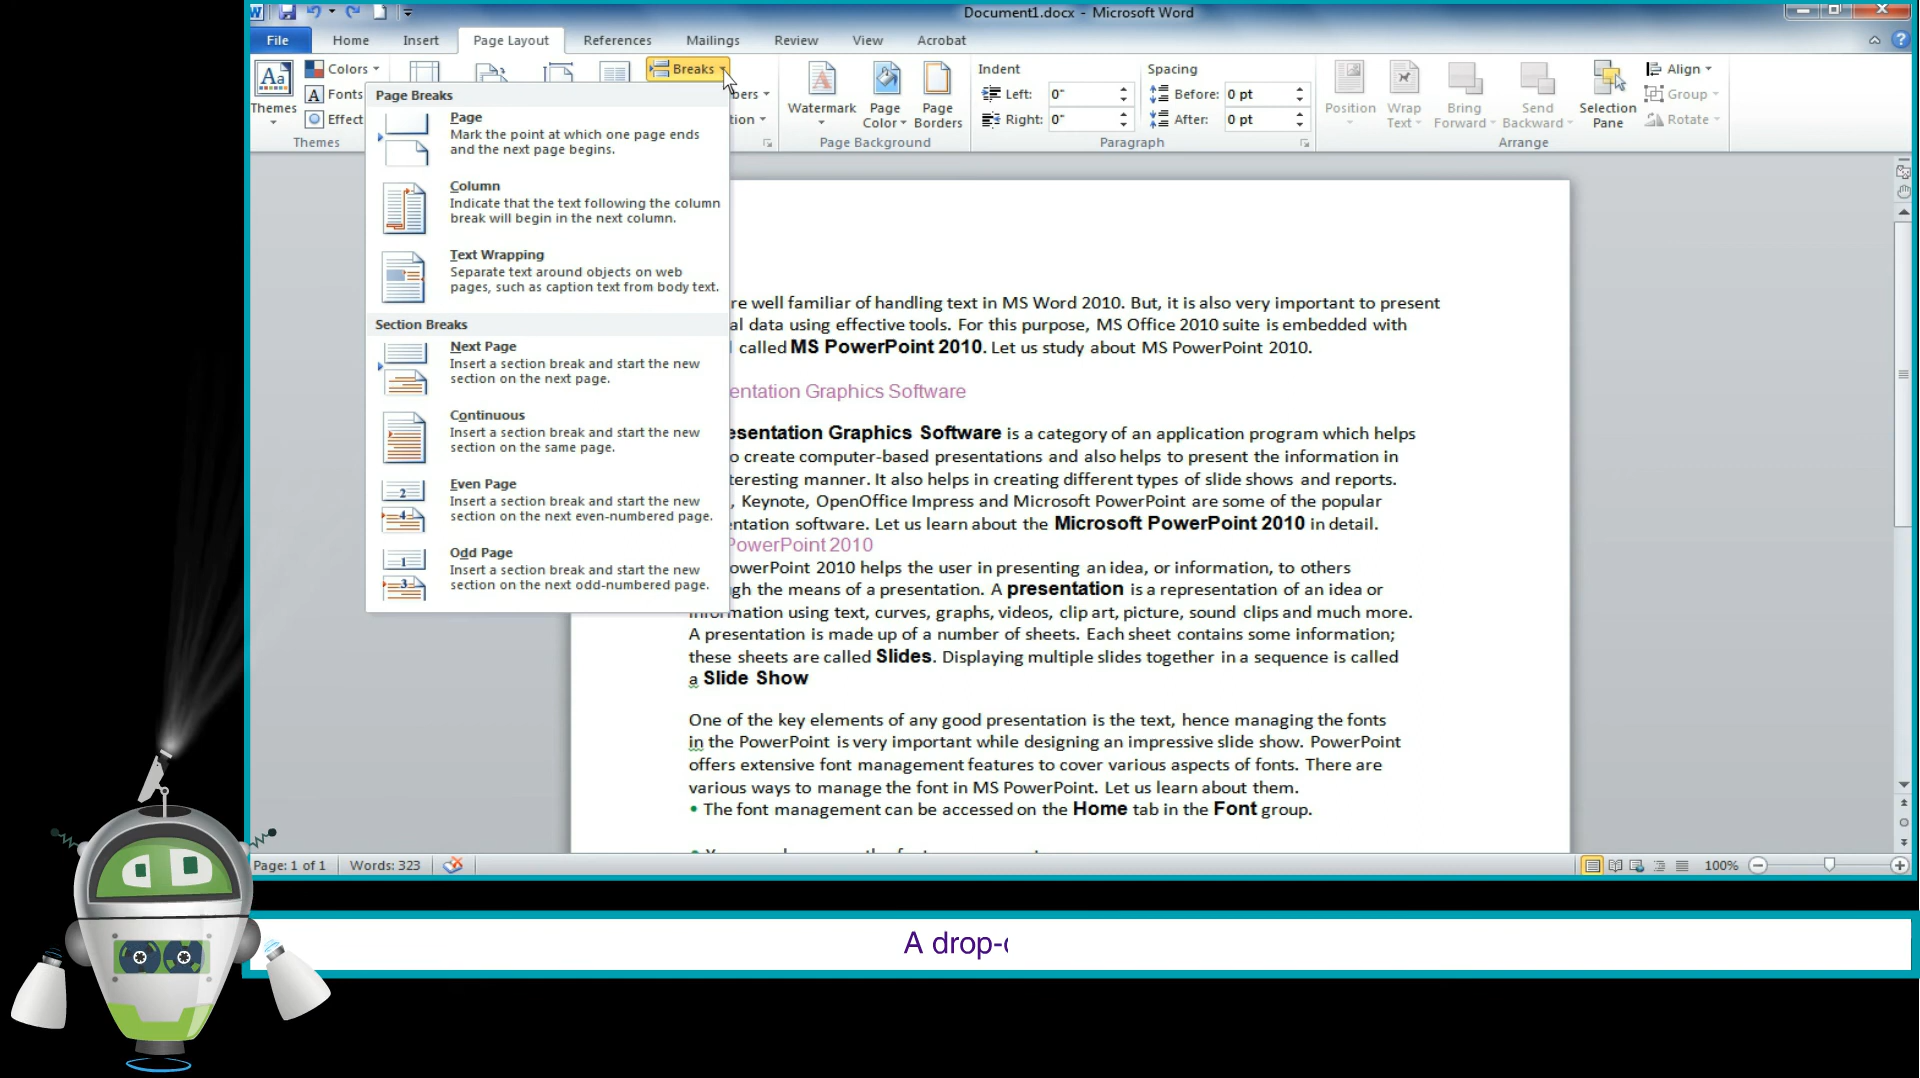 Document1.docx - Microsoft Word
File Home Insert Page Layout References Mailings Review View Acrobat
Themes
Colors
Fonts
Effect
Themes
Breaks
bers
tion
Watermark
Page Color
Page Borders
Page Background
Indent
Left: 0"
Right: 0"
Spacing
Before: 0 pt
After: 0 pt
Paragraph
Position
Wrap Text
Bring Forward
Send Backward
Selection Pane
Align
Group
Rotate
Arrange
Page Breaks
Page
Mark the point at which one page ends
and the next page begins.
Column
Indicate that the text following the column
break will begin in the next column.
Text Wrapping
Separate text around objects on web
pages, such as caption text from body text.
Section Breaks
Next Page
Insert a section break and start the new
section on the next page.
Continuous
Insert a section break and start the new
section on the same page.
Even Page
Insert a section break and start the new
section on the next even-numbered page.
Odd Page
Insert a section break and start the new
section on the next odd-numbered page.
re well familiar of handling text in MS Word 2010. But, it is also very important to present
al data using effective tools. For this purpose, MS Office 2010 suite is embedded with
called MS PowerPoint 2010. Let us study about MS PowerPoint 2010.
entation Graphics Software
esentation Graphics Software is a category of an application program which helps
o create computer-based presentations and also helps to present the information in
teresting manner. It also helps in creating different types of slide shows and reports.
, Keynote, OpenOffice Impress and Microsoft PowerPoint are some of the popular
ntation software. Let us learn about the Microsoft PowerPoint 2010 in detail.
PowerPoint 2010
owerPoint 2010 helps the user in presenting an idea, or information, to others
gh the means of a presentation. A presentation is a representation of an idea or
information using text, curves, graphs, videos, clip art, picture, sound clips and much more.
A presentation is made up of a number of sheets. Each sheet contains some information;
these sheets are called Slides. Displaying multiple slides together in a sequence is called
a Slide Show
One of the key elements of any good presentation is the text, hence managing the fonts
in the PowerPoint is very important while designing an impressive slide show. PowerPoint
offers extensive font management features to cover various aspects of fonts. There are
various ways to manage the font in MS PowerPoint. Let us learn about them.
• The font management can be accessed on the Home tab in the Font group.
Page: 1 of 1 Words: 323 100%
A drop-